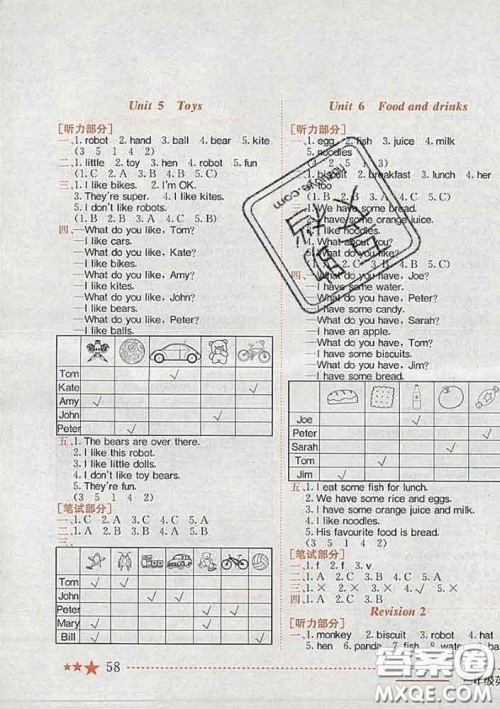 Unit 5 Toys
[听力部分]
一、1. robot 2. hand 3. ball 4. bear 5. kite
(3 5 1 4 2)
二、1. little 2. toy 3. hen 4. robot 5. fun
(1. C 2. A 3. B 4. B 5. C)
三、1. I like bikes. 2. I'm OK.
3. They're super. 4. I like kites.
5. I don't like robots.
(1. C 2. A 3. A 4. B 5. B)
四、—What do you like, Tom?
—I like cars.
—What do you like, Kate?
—I like bikes.
—What do you like, Amy?
—I like kites.
—What do you like, John?
—I like bears.
—What do you like, Peter?
—I like balls.
Tom
Kate
Amy
John
Peter
五、1. The bears are over there.
2. I like this robot.
3. I like little dolls.
4. I don't like toy bears.
5. They're fun.
(3 5 1 4 2)
[笔试部分]
一、1. C 2. A 3. B 4. C 5. A
Tom
John
Peter
Mary
Bill
58
Unit 6 Food and drinks
[听力部分]
一、1. egg 2. fish 3. juice 4. milk
5. noodles
5 1 3)
breakfast 3. lunch 4. her
too
2. C 3.
We have some bread.
have some orange juice.
like noodles.
What about you?
2. C 3. C
What do you have, Joe?
I have some water.
What do you have, Peter?
I have some candy.
What do you have, Sarah?
—I have an apple.
—What do you have, Tom?
—I have some biscuits.
—What do you have, Jim?
—I have some bread.
Joe
Peter
Sarah
Tom
Jim
五、1. I eat some fish for lunch.
2. We have some rice and eggs.
3. I have some orange juice.
4. I like noodles.
5. His favourite food is bread.
(3 5 1 4 2)
[笔试部分]
一、1. f 2. f 3. v
二、1. A 2. C 3. B 4. C 5. A
三、1. × 2. × 3. √ 4. √ 5. ×
四、1. A 2. B 3. B 4. A 5. C
Revision 2
[听力部分]
一、1. monkey 2. biscuit 3. robot 4.
6. hen 7. panda 8. fish
答案圈
MXQE.COM